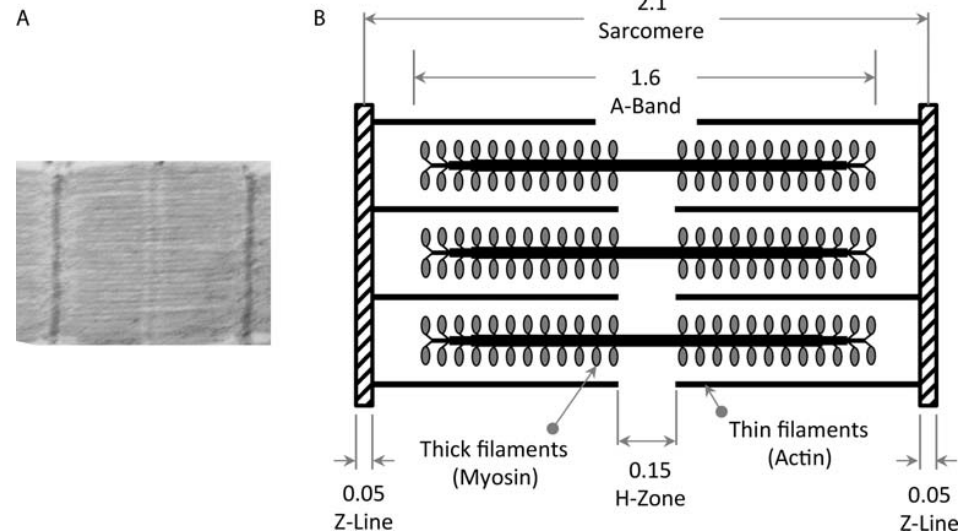 A
B
2.1
Sarcomere
1.6
A-Band
Thick filaments
(Myosin)
Thin filaments
(Actin)
0.15
H-Zone
0.05
Z-Line
0.05
Z-Line